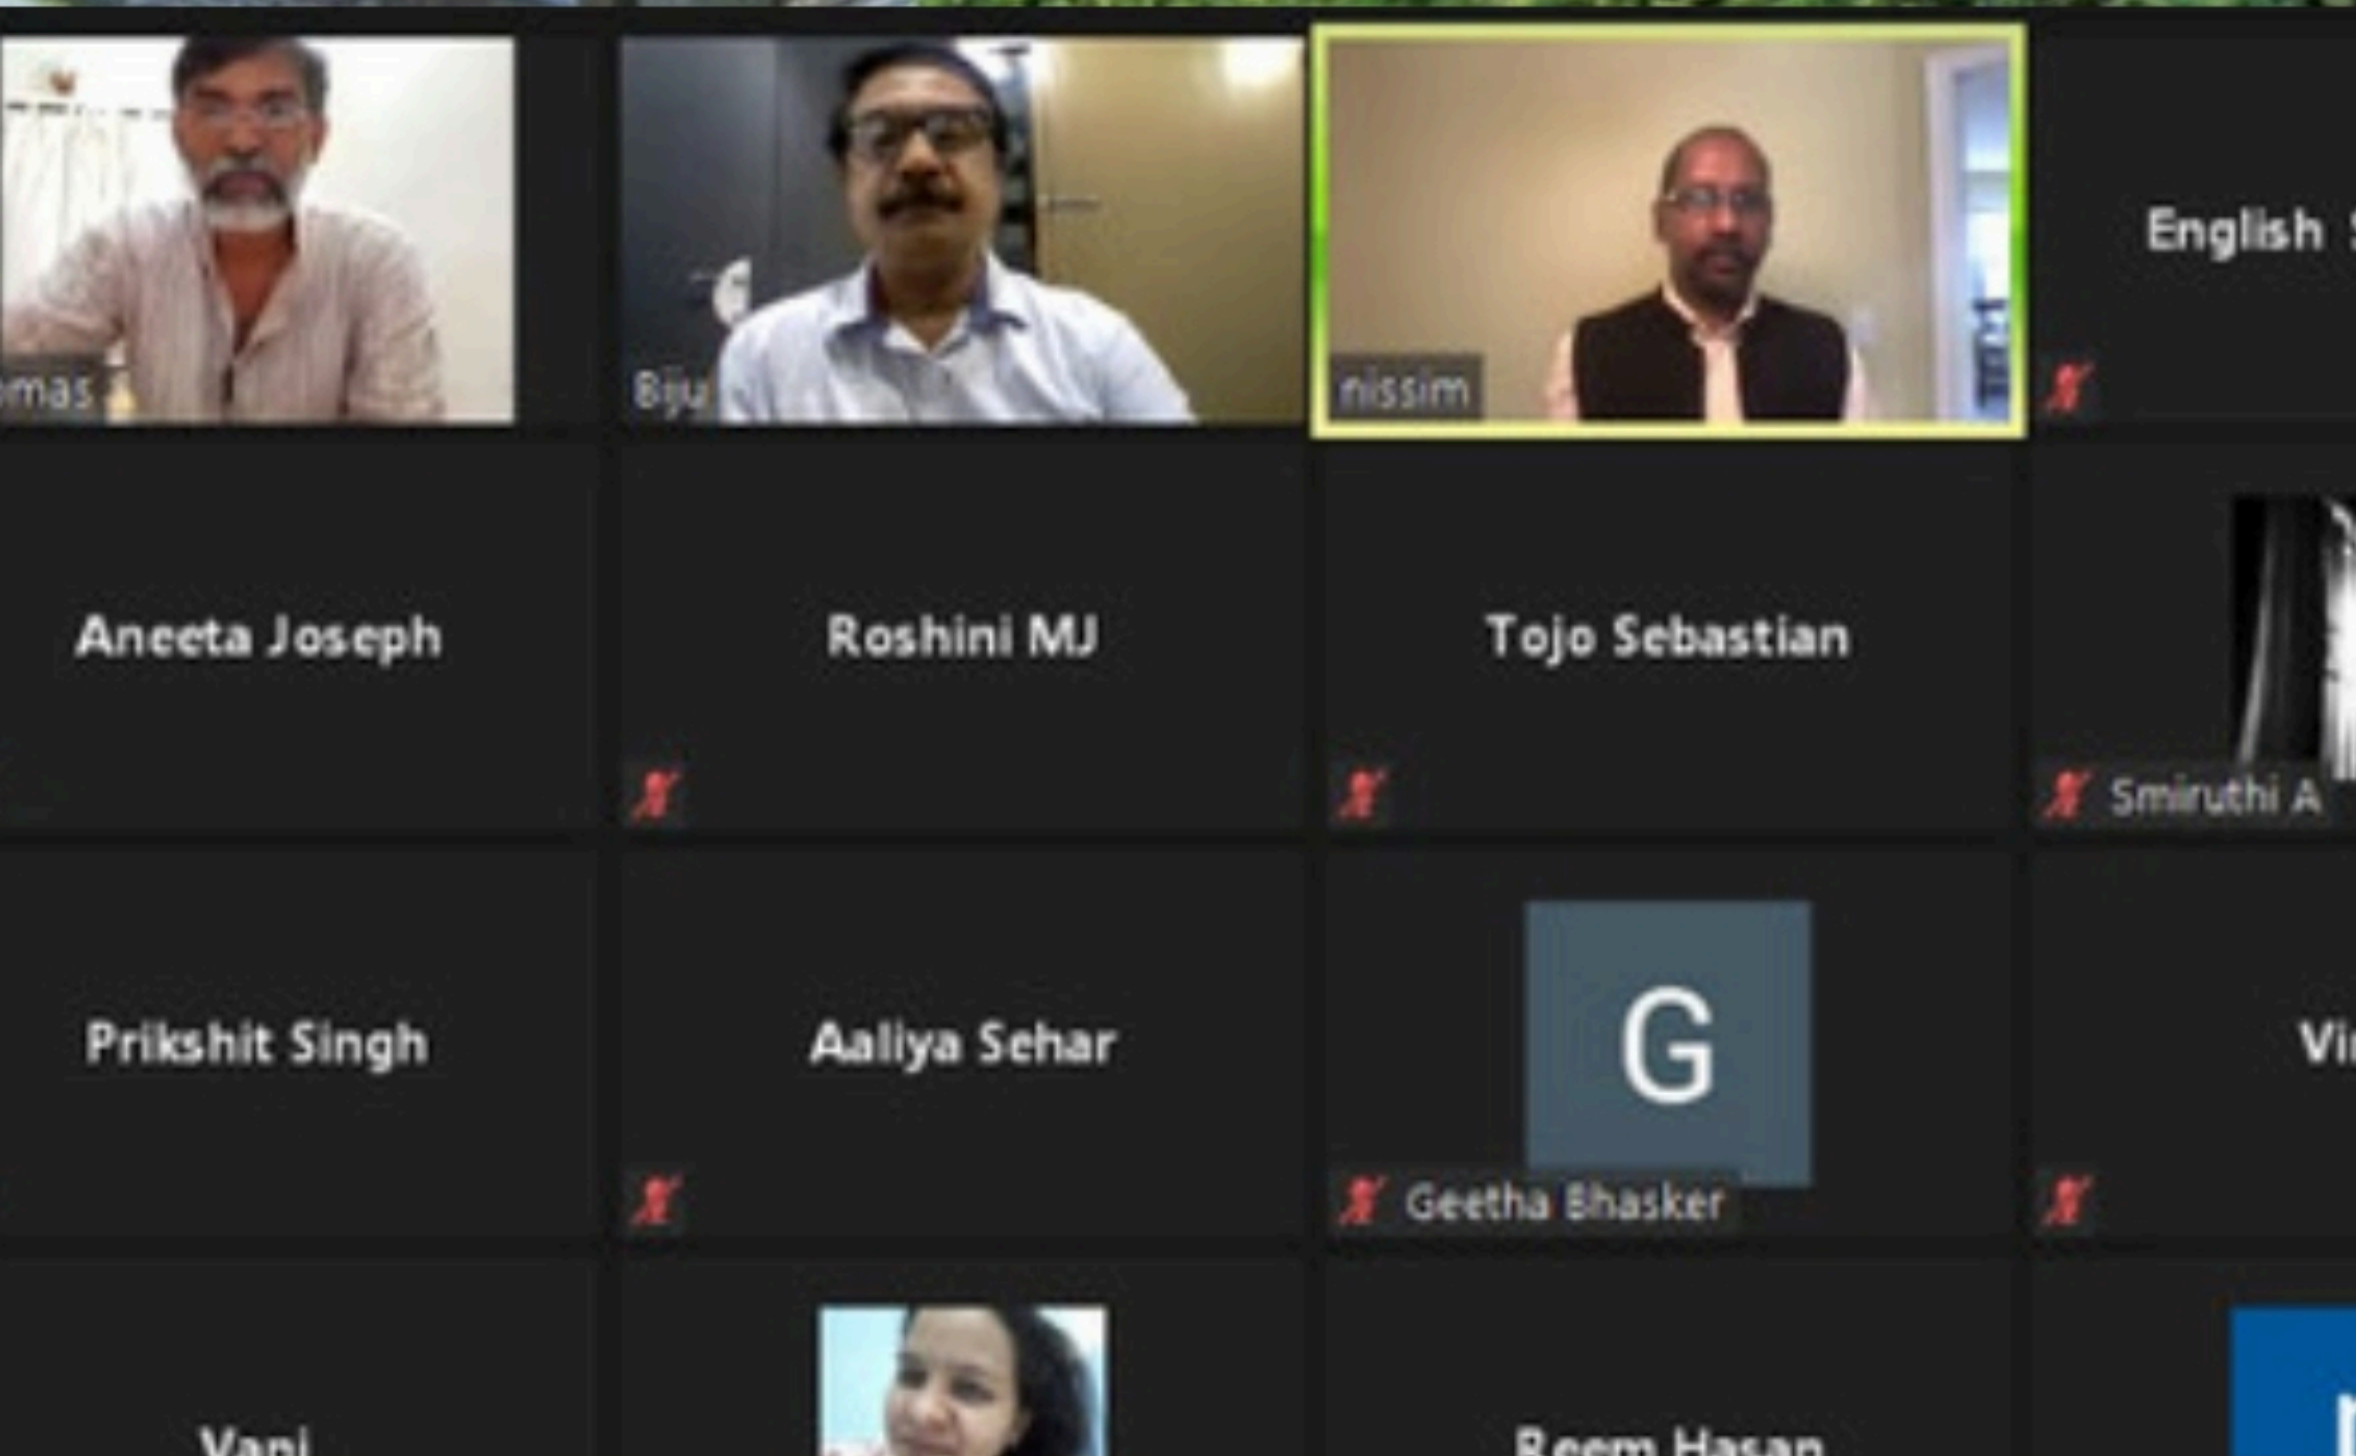 omas
Biju
nissim
English
Aneeta Joseph
Roshini MJ
Tojo Sebastian
Smiruthi A
Prikshit Singh
Aaliya Sehar
G
Geetha Bhasker
Vani
Reem Hasan